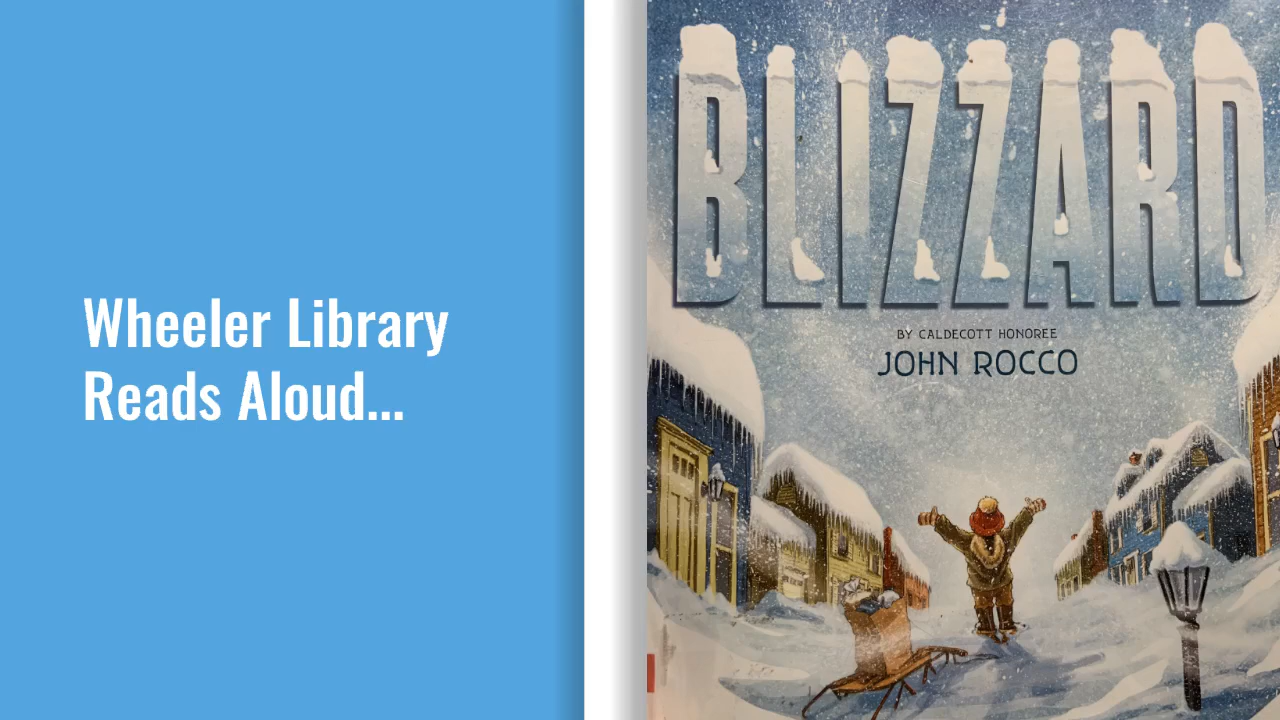 Wheeler Library
Reads Aloud...
BLIZZARD
BY CALDECOTT HONOREE
JOHN ROCCO